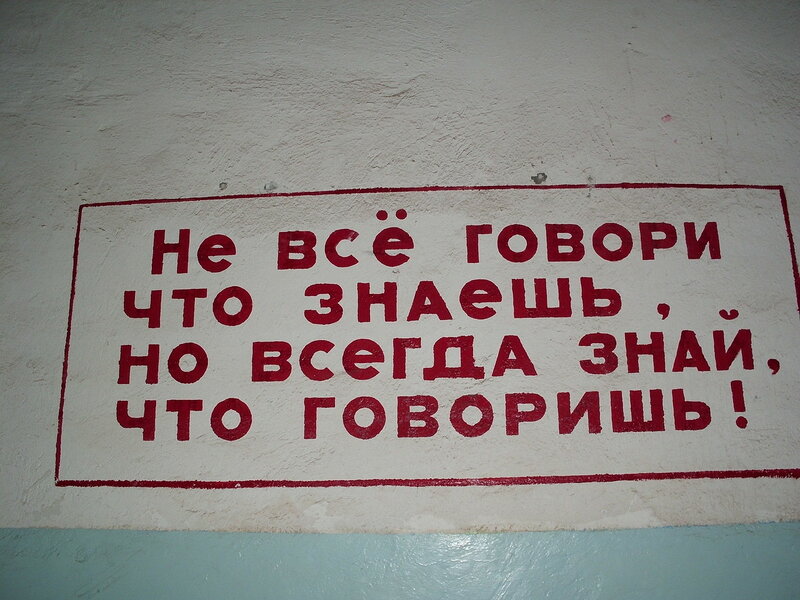 Не всё говори
что знаешь ,
но всегда знай,
что говоришь!